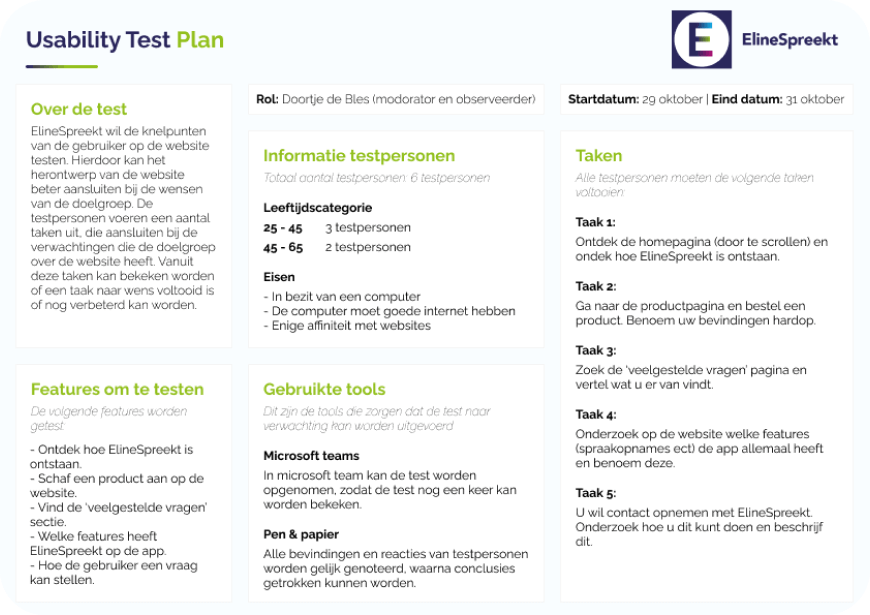 Usability Test Plan
E ElineSpreekt
Over de test
ElineSpreekt wil de knelpunten
van de gebruiker op de website
testen. Hierdoor kan het
herontwerp van de website
beter aansluiten bij de wensen
van de doelgroep. De
testpersonen voeren een aantal
taken uit, die aansluiten bij de
verwachtingen die de doelgroep
over de website heeft. Vanuit
deze taken kan bekeken worden
of een taak naar wens voltooid is
of nog verbeterd kan worden.
Features om te testen
De volgende features worden
getest:
- Ontdek hoe ElineSpreekt is
ontstaan.
- Schaf een product aan op de
website.
- Vind de 'veelgestelde vragen'
sectie.
- Welke features heeft
ElineSpreekt op de app.
- Hoe de gebruiker een vraag
kan stellen.
Rol: Doortje de Bles (modorator en observeerder)
Informatie testpersonen
Totaal aantal testpersonen: 6 testpersonen
Leeftijdscategorie
25 - 45 3 testpersonen
45 - 65 2 testpersonen
Eisen
- In bezit van een computer
- De computer moet goede internet hebben
- Enige affiniteit met websites
Gebruikte tools
Dit zijn de tools die zorgen dat de test naar
verwachting kan worden uitgevoerd
Microsoft teams
In microsoft team kan de test worden
opgenomen, zodat de test nog een keer kan
worden bekeken.
Pen & papier
Alle bevindingen en reacties van testpersonen
worden gelijk genoteerd, waarna conclusies
getrokken kunnen worden.
Startdatum: 29 oktober | Eind datum: 31 oktober
Taken
Alle testpersonen moeten de volgende taken
voltooien:
Taak 1:
Ontdek de homepagina (door te scrollen) en
ondek hoe ElineSpreekt is ontstaan.
Taak 2:
Ga naar de productpagina en bestel een
product. Benoem uw bevindingen hardop.
Taak 3:
Zoek de 'veelgestelde vragen' pagina en
vertel wat u er van vindt.
Taak 4:
Onderzoek op de website welke features
(spraakopnames ect) de app allemaal heeft
en benoem deze.
Taak 5:
U wil contact opnemen met ElineSpreekt.
Onderzoek hoe u dit kunt doen en beschrijf
dit.